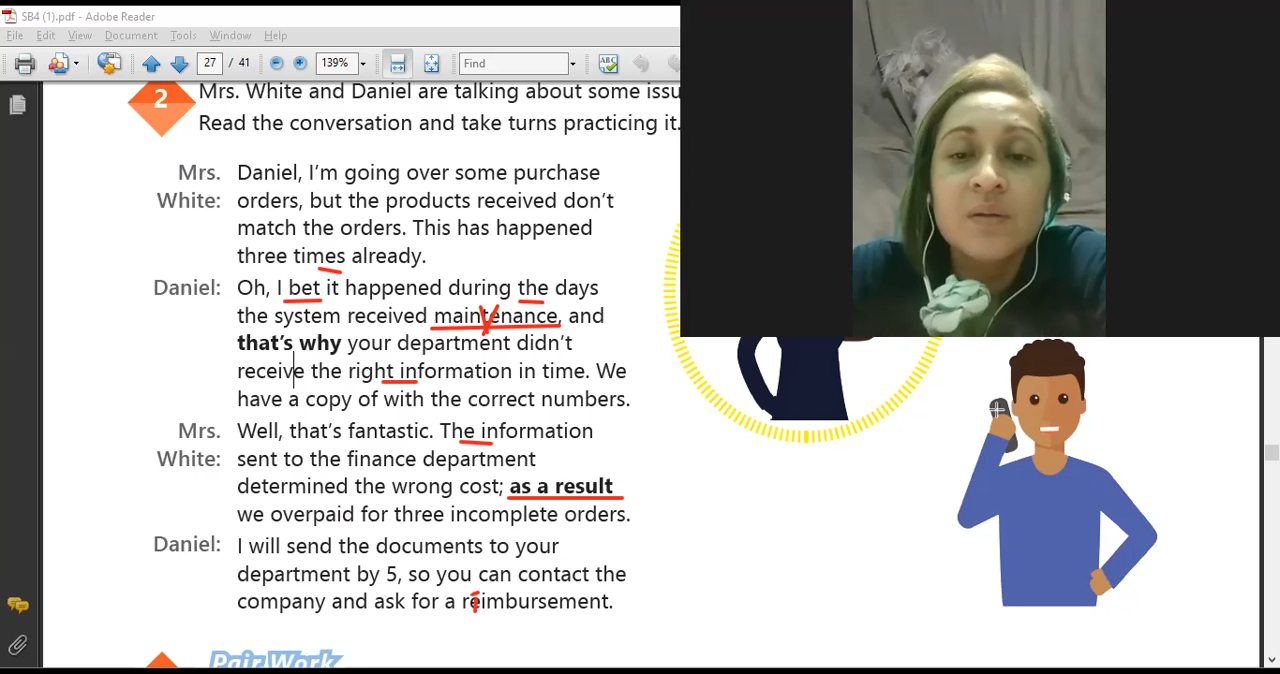 SB4 (1).pdf - Adobe Reader
File Edit View Document Tools Window Help
27 / 41 139% Find
2 Mrs. White and Daniel are talking about some issu
Read the conversation and take turns practicing it.
Mrs. Daniel, I'm going over some purchase
White: orders, but the products received don't
match the orders. This has happened
three times already.
Daniel: Oh, I bet it happened during the days
the system received maintenance, and
that's why your department didn't
receive the right information in time. We
have a copy of with the correct numbers.
Mrs. Well, that's fantastic. The information
White: sent to the finance department
determined the wrong cost; as a result
we overpaid for three incomplete orders.
Daniel: I will send the documents to your
department by 5, so you can contact the
company and ask for a reimbursement.
Pair Work